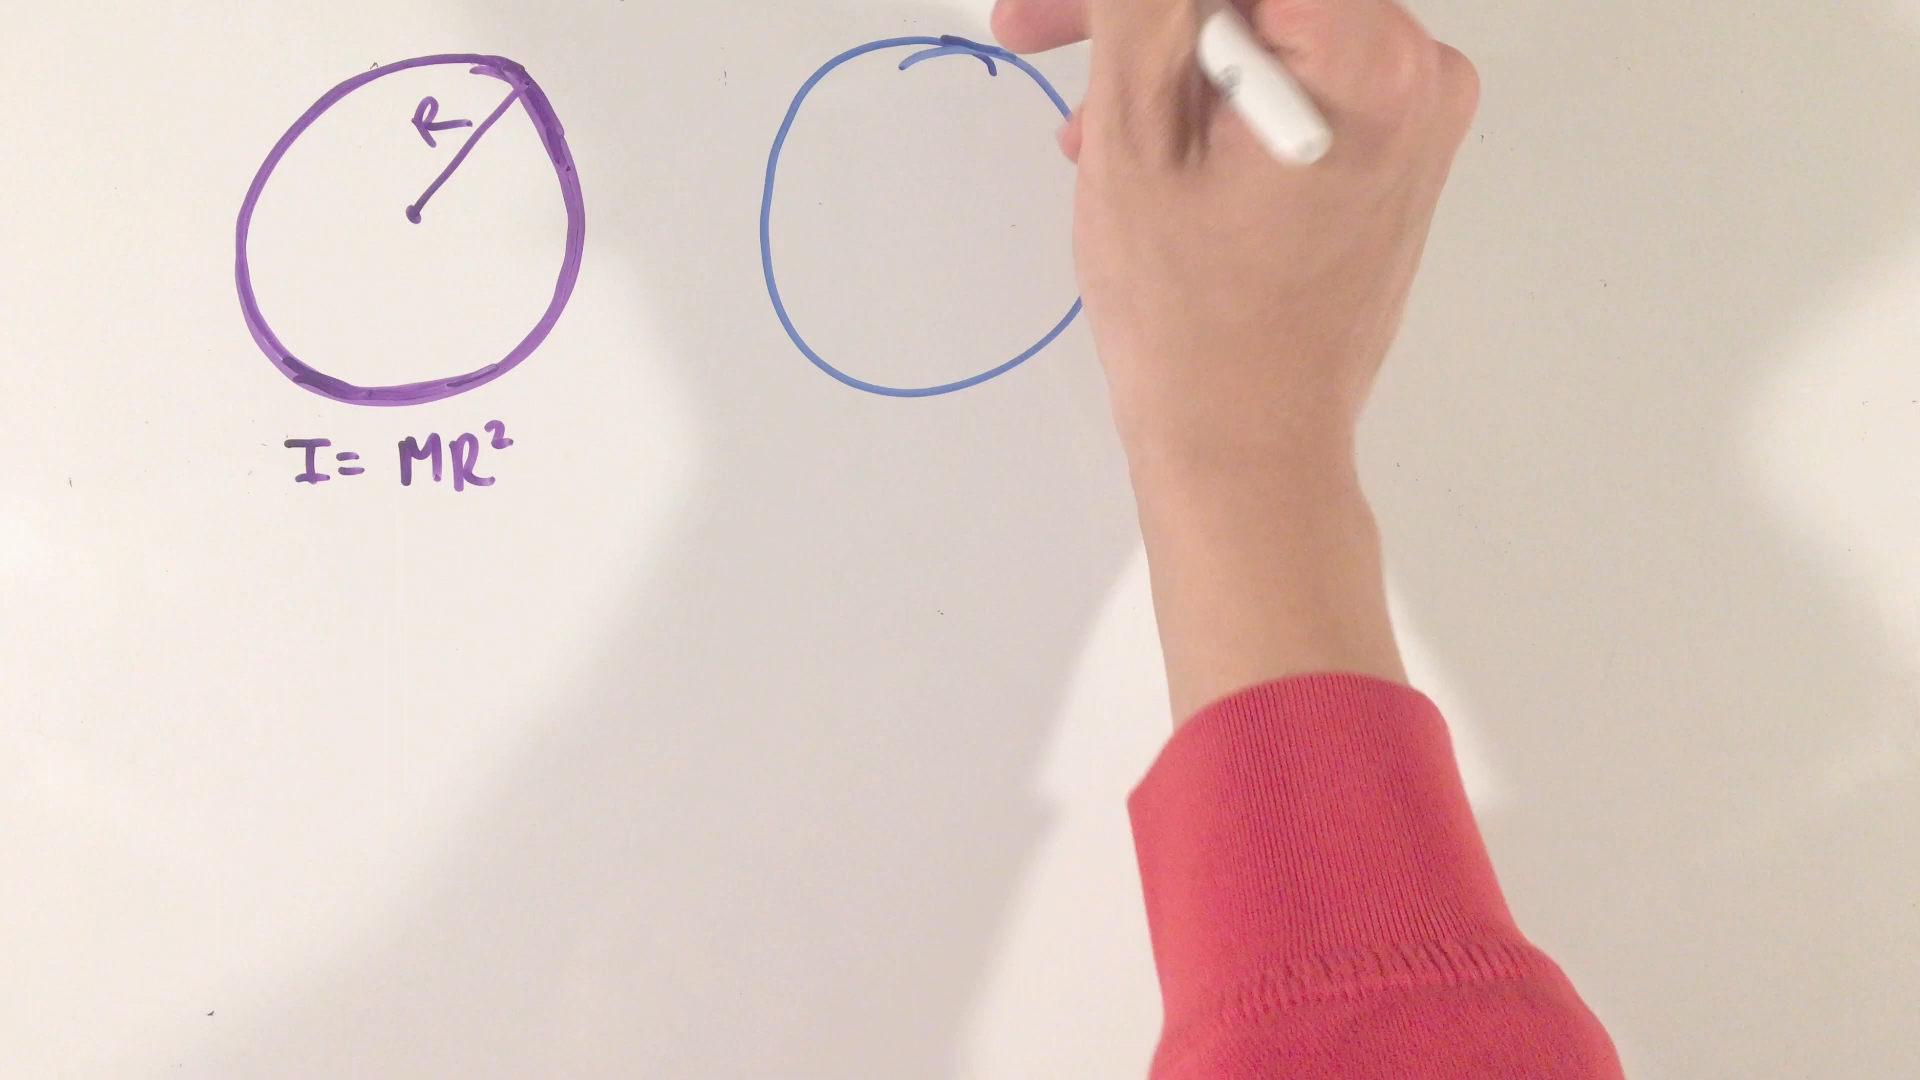 R
I = MR²